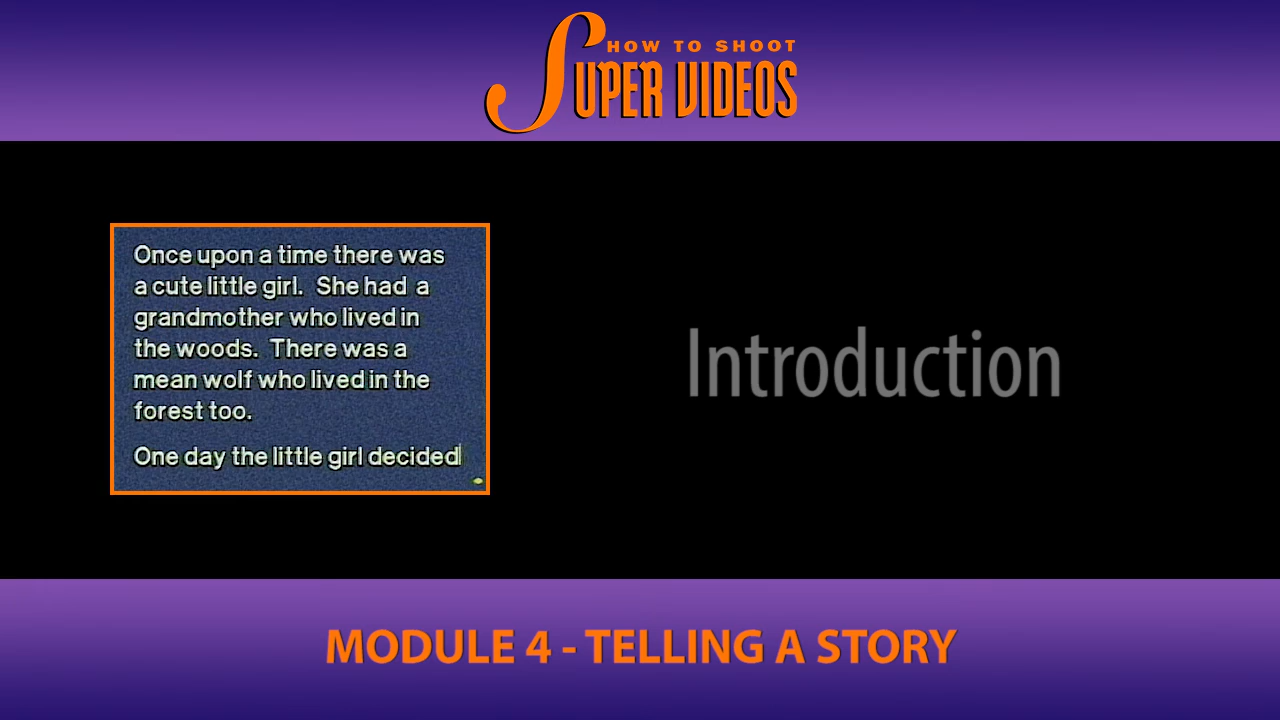 HOW TO SHOOT
SUPER VIDEOS
Once upon a time there was
a cute little girl. She had a
grandmother who lived in
the woods. There was a
mean wolf who lived in the
forest too.
One day the little girl decided
Introduction
MODULE 4 - TELLING A STORY